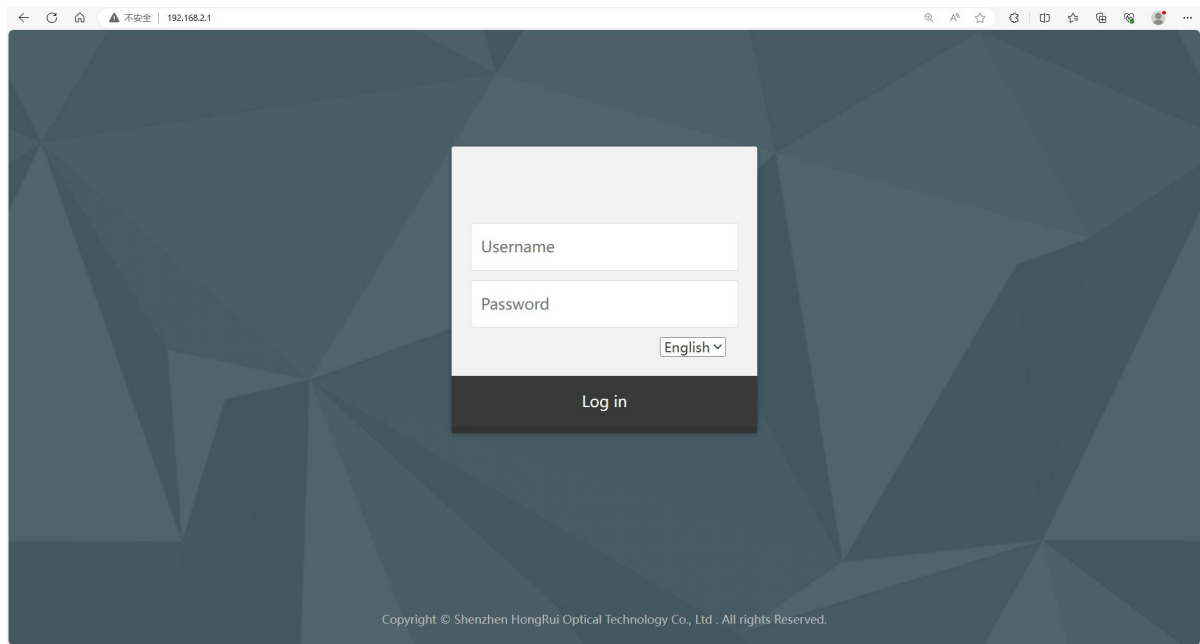 不安全 | 192.168.2.1
Username
Password
English
Log in
Copyright © Shenzhen HongRui Optical Technology Co., Ltd . All rights Reserved.